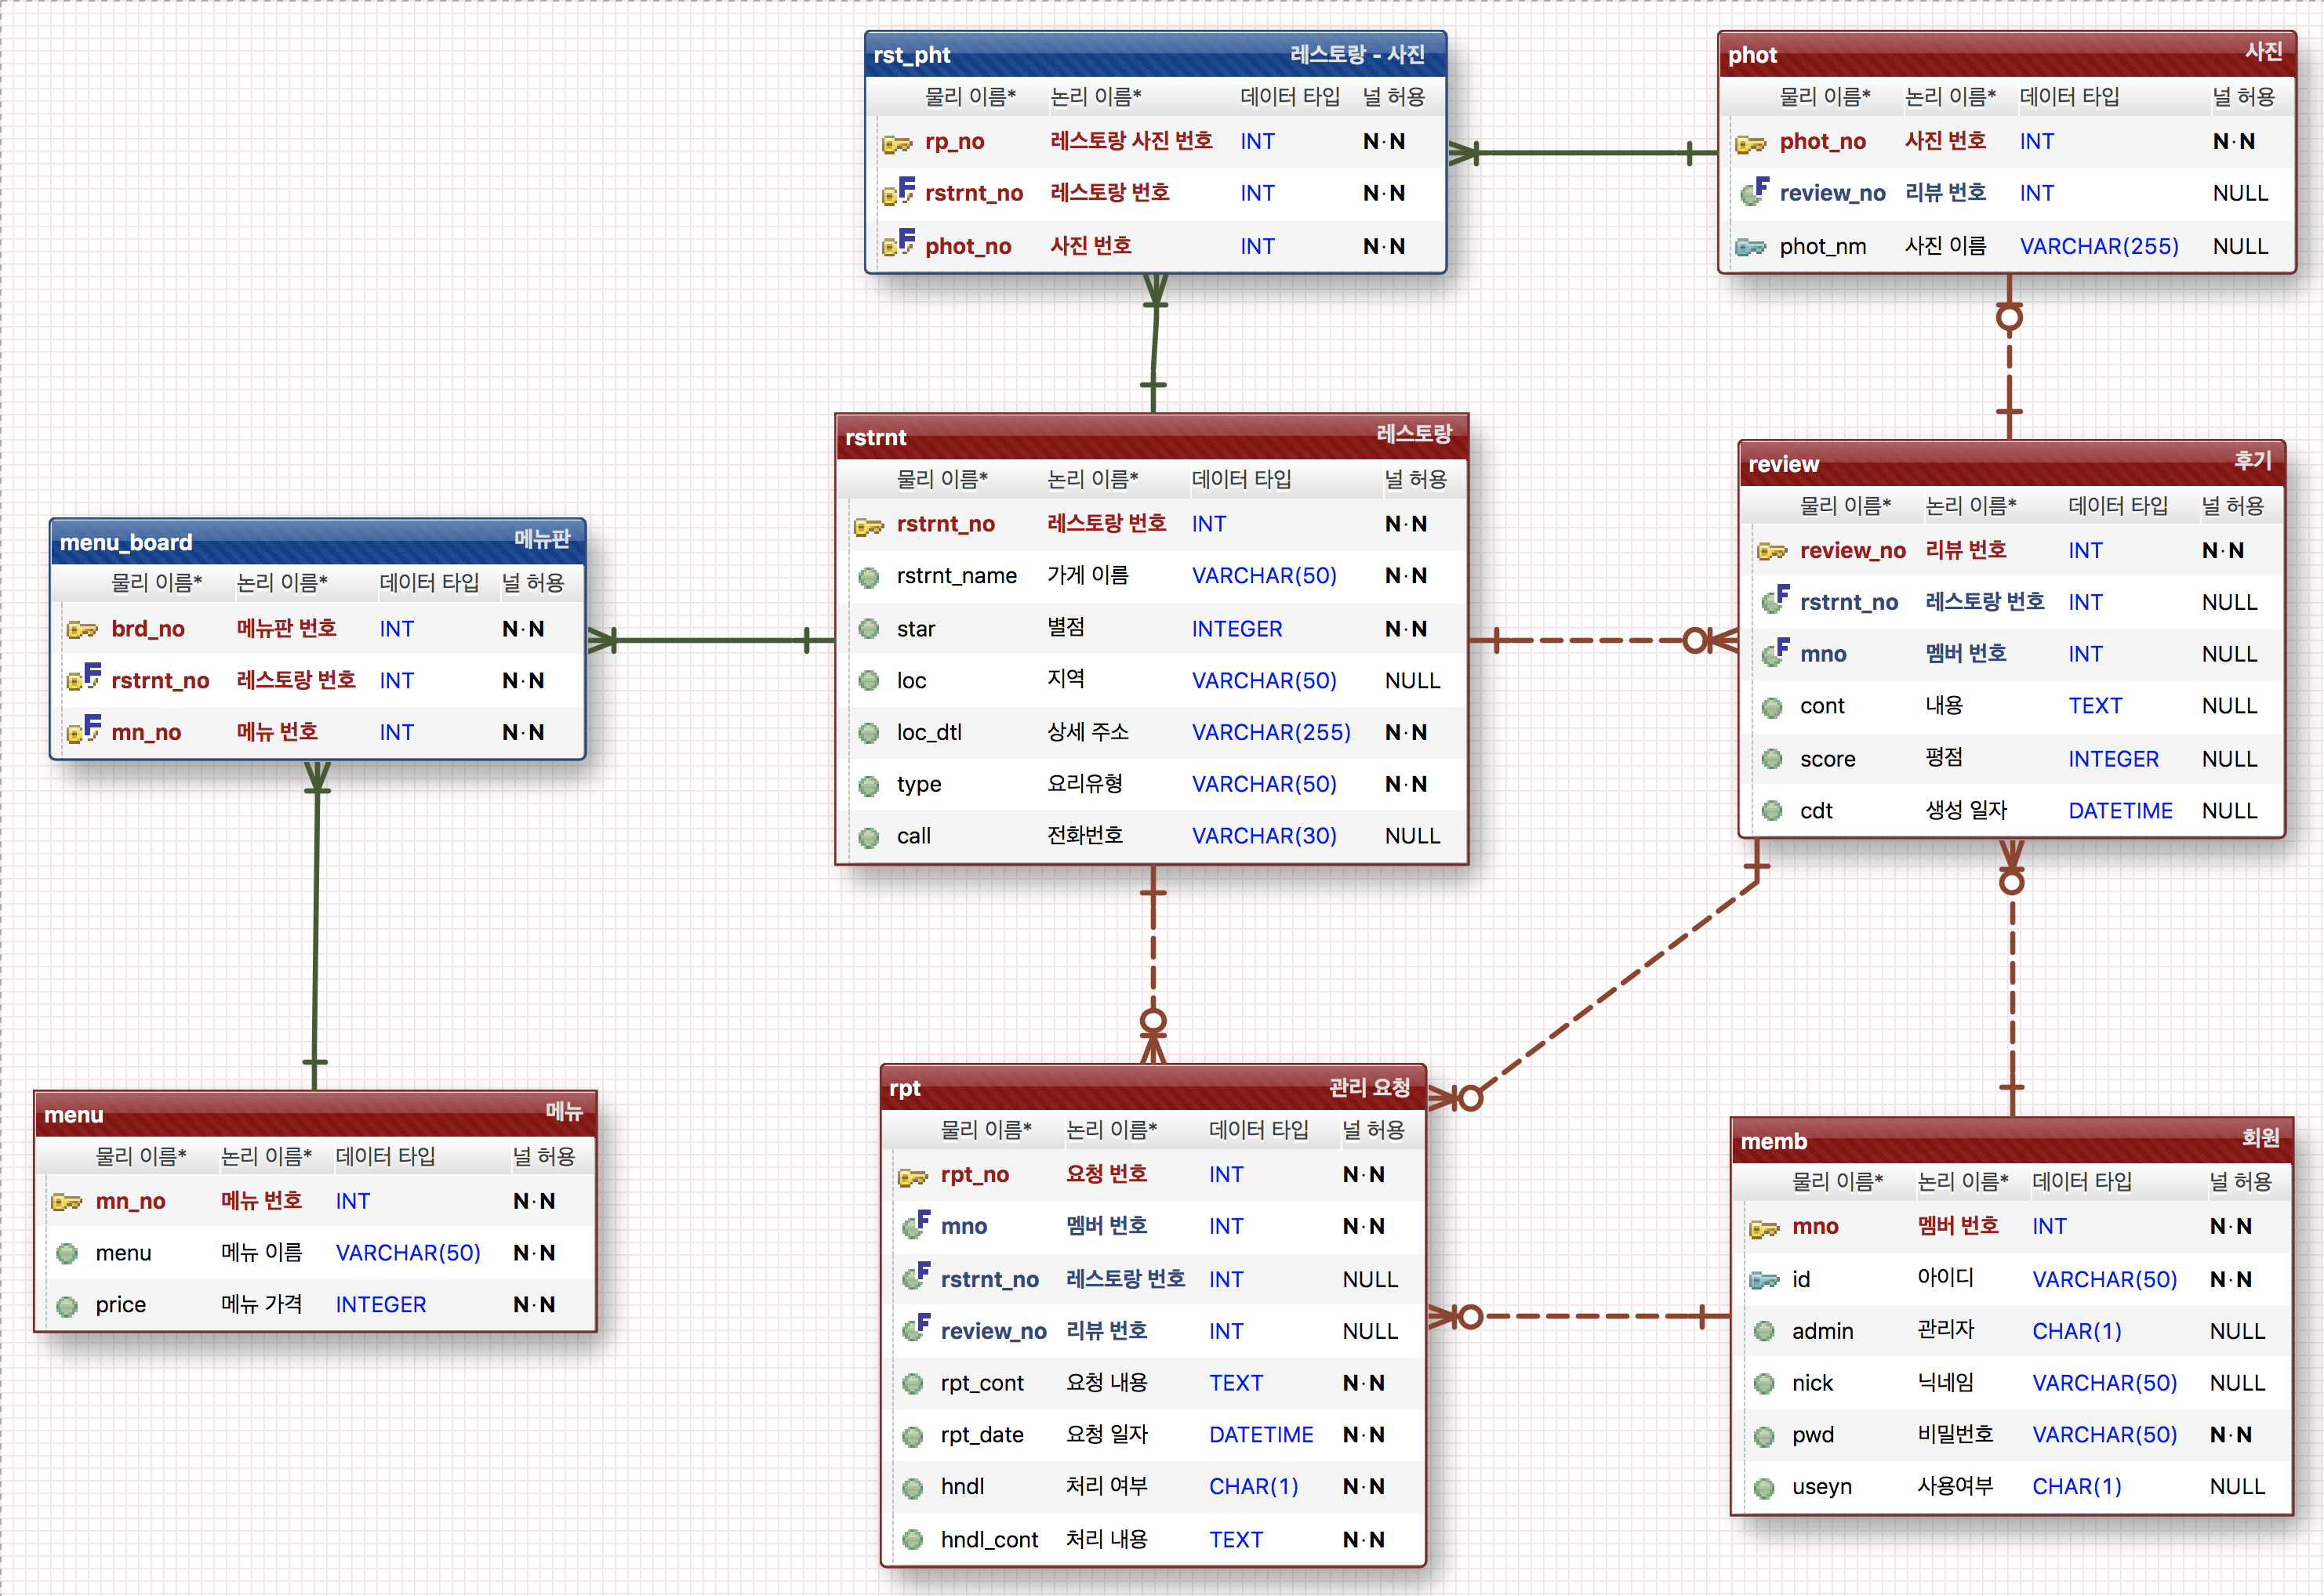 rst_pht 레스토랑 - 사진
물리 이름* 논리 이름* 데이터 타입 널 허용
rp_no 레스토랑 사진 번호 INT N·N
F rstrnt_no 레스토랑 번호 INT N·N
F phot_no 사진 번호 INT N·N
phot 사진
물리 이름* 논리 이름* 데이터 타입 널 허용
phot_no 사진 번호 INT N·N
F review_no 리뷰 번호 INT NULL
phot_nm 사진 이름 VARCHAR(255) NULL
rstrnt 레스토랑
물리 이름* 논리 이름* 데이터 타입 널 허용
rstrnt_no 레스토랑 번호 INT N·N
rstrnt_name 가게 이름 VARCHAR(50) N·N
star 별점 INTEGER N·N
loc 지역 VARCHAR(50) NULL
loc_dtl 상세 주소 VARCHAR(255) N·N
type 요리유형 VARCHAR(50) N·N
call 전화번호 VARCHAR(30) NULL
review 후기
물리 이름* 논리 이름* 데이터 타입 널 허용
review_no 리뷰 번호 INT N·N
F rstrnt_no 레스토랑 번호 INT NULL
F mno 멤버 번호 INT NULL
cont 내용 TEXT NULL
score 평점 INTEGER NULL
cdt 생성 일자 DATETIME NULL
menu_board 메뉴판
물리 이름* 논리 이름* 데이터 타입 널 허용
brd_no 메뉴판 번호 INT N·N
F rstrnt_no 레스토랑 번호 INT N·N
F mn_no 메뉴 번호 INT N·N
menu 메뉴
물리 이름* 논리 이름* 데이터 타입 널 허용
mn_no 메뉴 번호 INT N·N
menu 메뉴 이름 VARCHAR(50) N·N
price 메뉴 가격 INTEGER N·N
rpt 관리 요청
물리 이름* 논리 이름* 데이터 타입 널 허용
rpt_no 요청 번호 INT N·N
F mno 멤버 번호 INT N·N
F rstrnt_no 레스토랑 번호 INT NULL
F review_no 리뷰 번호 INT NULL
rpt_cont 요청 내용 TEXT N·N
rpt_date 요청 일자 DATETIME N·N
hndl 처리 여부 CHAR(1) N·N
hndl_cont 처리 내용 TEXT N·N
memb 회원
물리 이름* 논리 이름* 데이터 타입 널 허용
mno 멤버 번호 INT N·N
id 아이디 VARCHAR(50) N·N
admin 관리자 CHAR(1) NULL
nick 닉네임 VARCHAR(50) NULL
pwd 비밀번호 VARCHAR(50) N·N
useyn 사용여부 CHAR(1) NULL